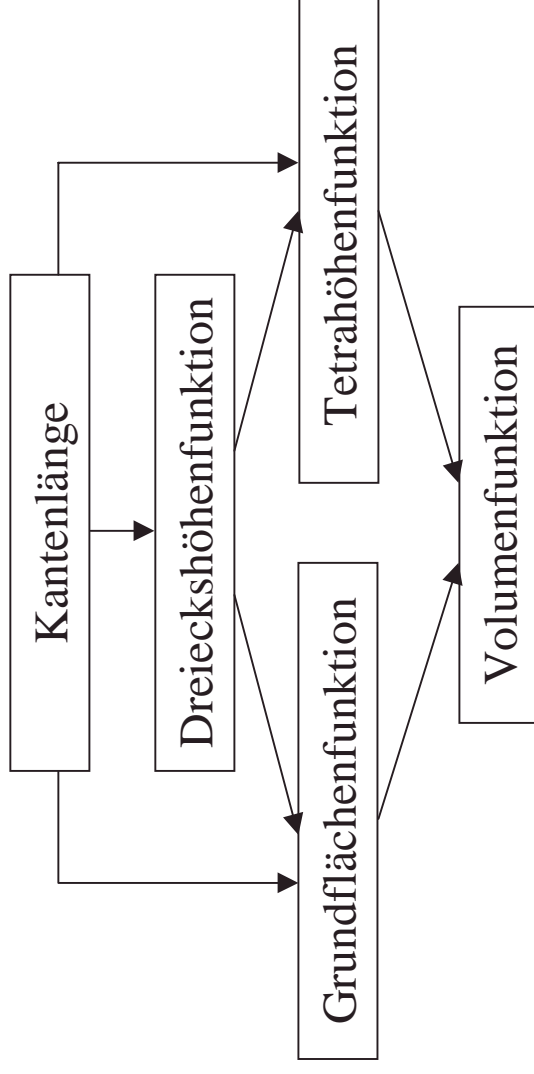 Kantenlänge
Dreieckshöhenfunktion
Grundflächenfunktion
Tetrahöhenfunktion
Volumenfunktion